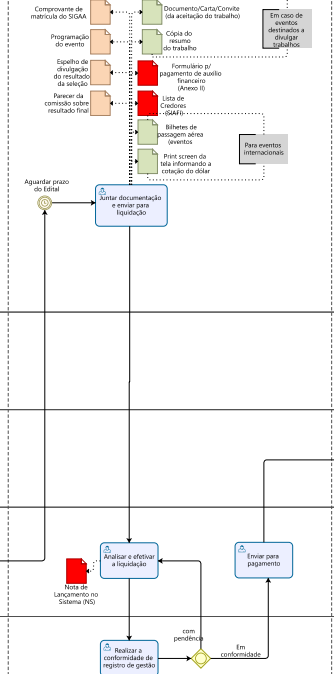 Comprovante de
matrícula do SIGAA
Documento/Carta/Convite
(da aceitação do trabalho)
Em caso de
eventos
destinados a
divulgar
trabalhos
Programação
do evento
Cópia do
resumo
do trabalho
Espelho de
divulgação
do resultado
da seleção
Formulário p/
pagamento de auxílio
financeiro
(Anexo II)
Parecer da
comissão sobre
resultado final
Lista de
Credores
(SIAFI)
Bilhetes de
passagem aérea
(eventos
Para eventos
internacionais
Print screen da
tela informando a
cotação do dólar
Aguardar prazo
do Edital
Juntar documentação
e enviar para
liquidação
Analisar e efetivar
a liquidação
Enviar para
pagamento
Nota de
Lançamento no
Sistema (NS)
com
pendência
Em
conformidade
Realizar a
conformidade de
registro de gestão